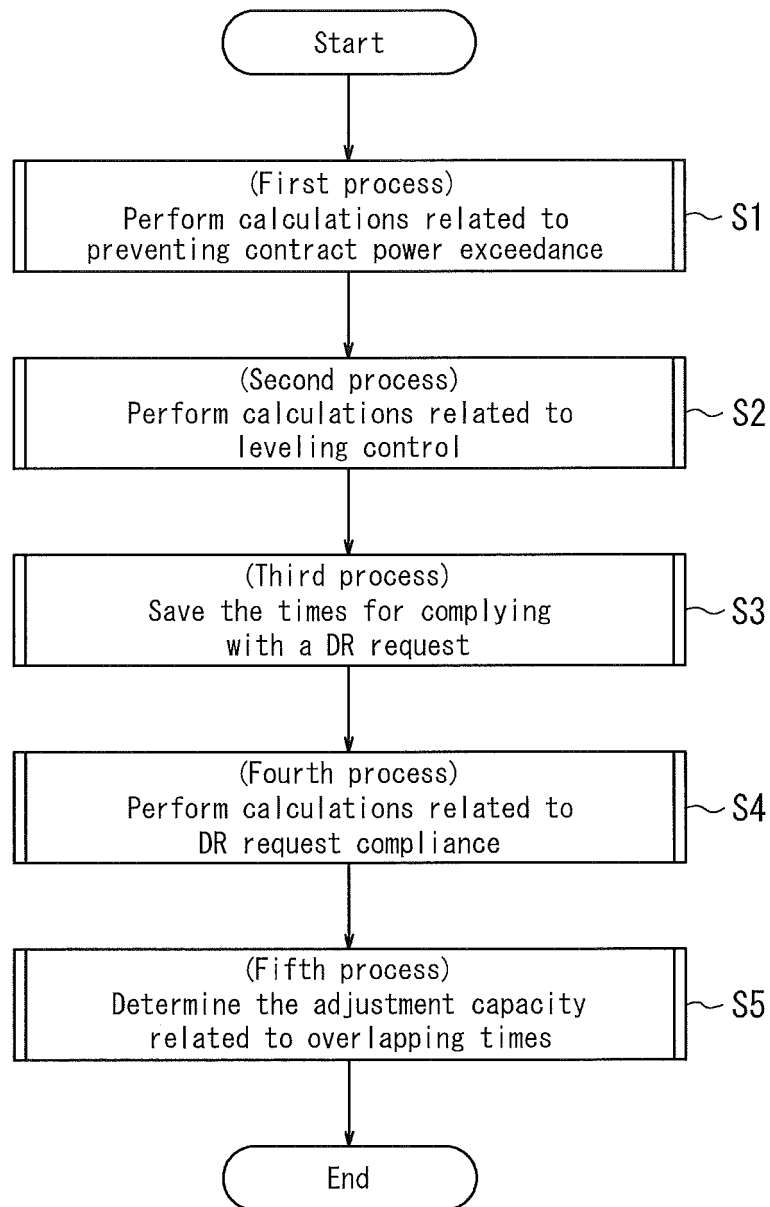 Start
(First process)
Perform calculations related to
preventing contract power exceedance
S1
(Second process)
Perform calculations related to
leveling control
S2
(Third process)
Save the times for complying
with a DR request
S3
(Fourth process)
Perform calculations related to
DR request compliance
S4
(Fifth process)
Determine the adjustment capacity
related to overlapping times
S5
End